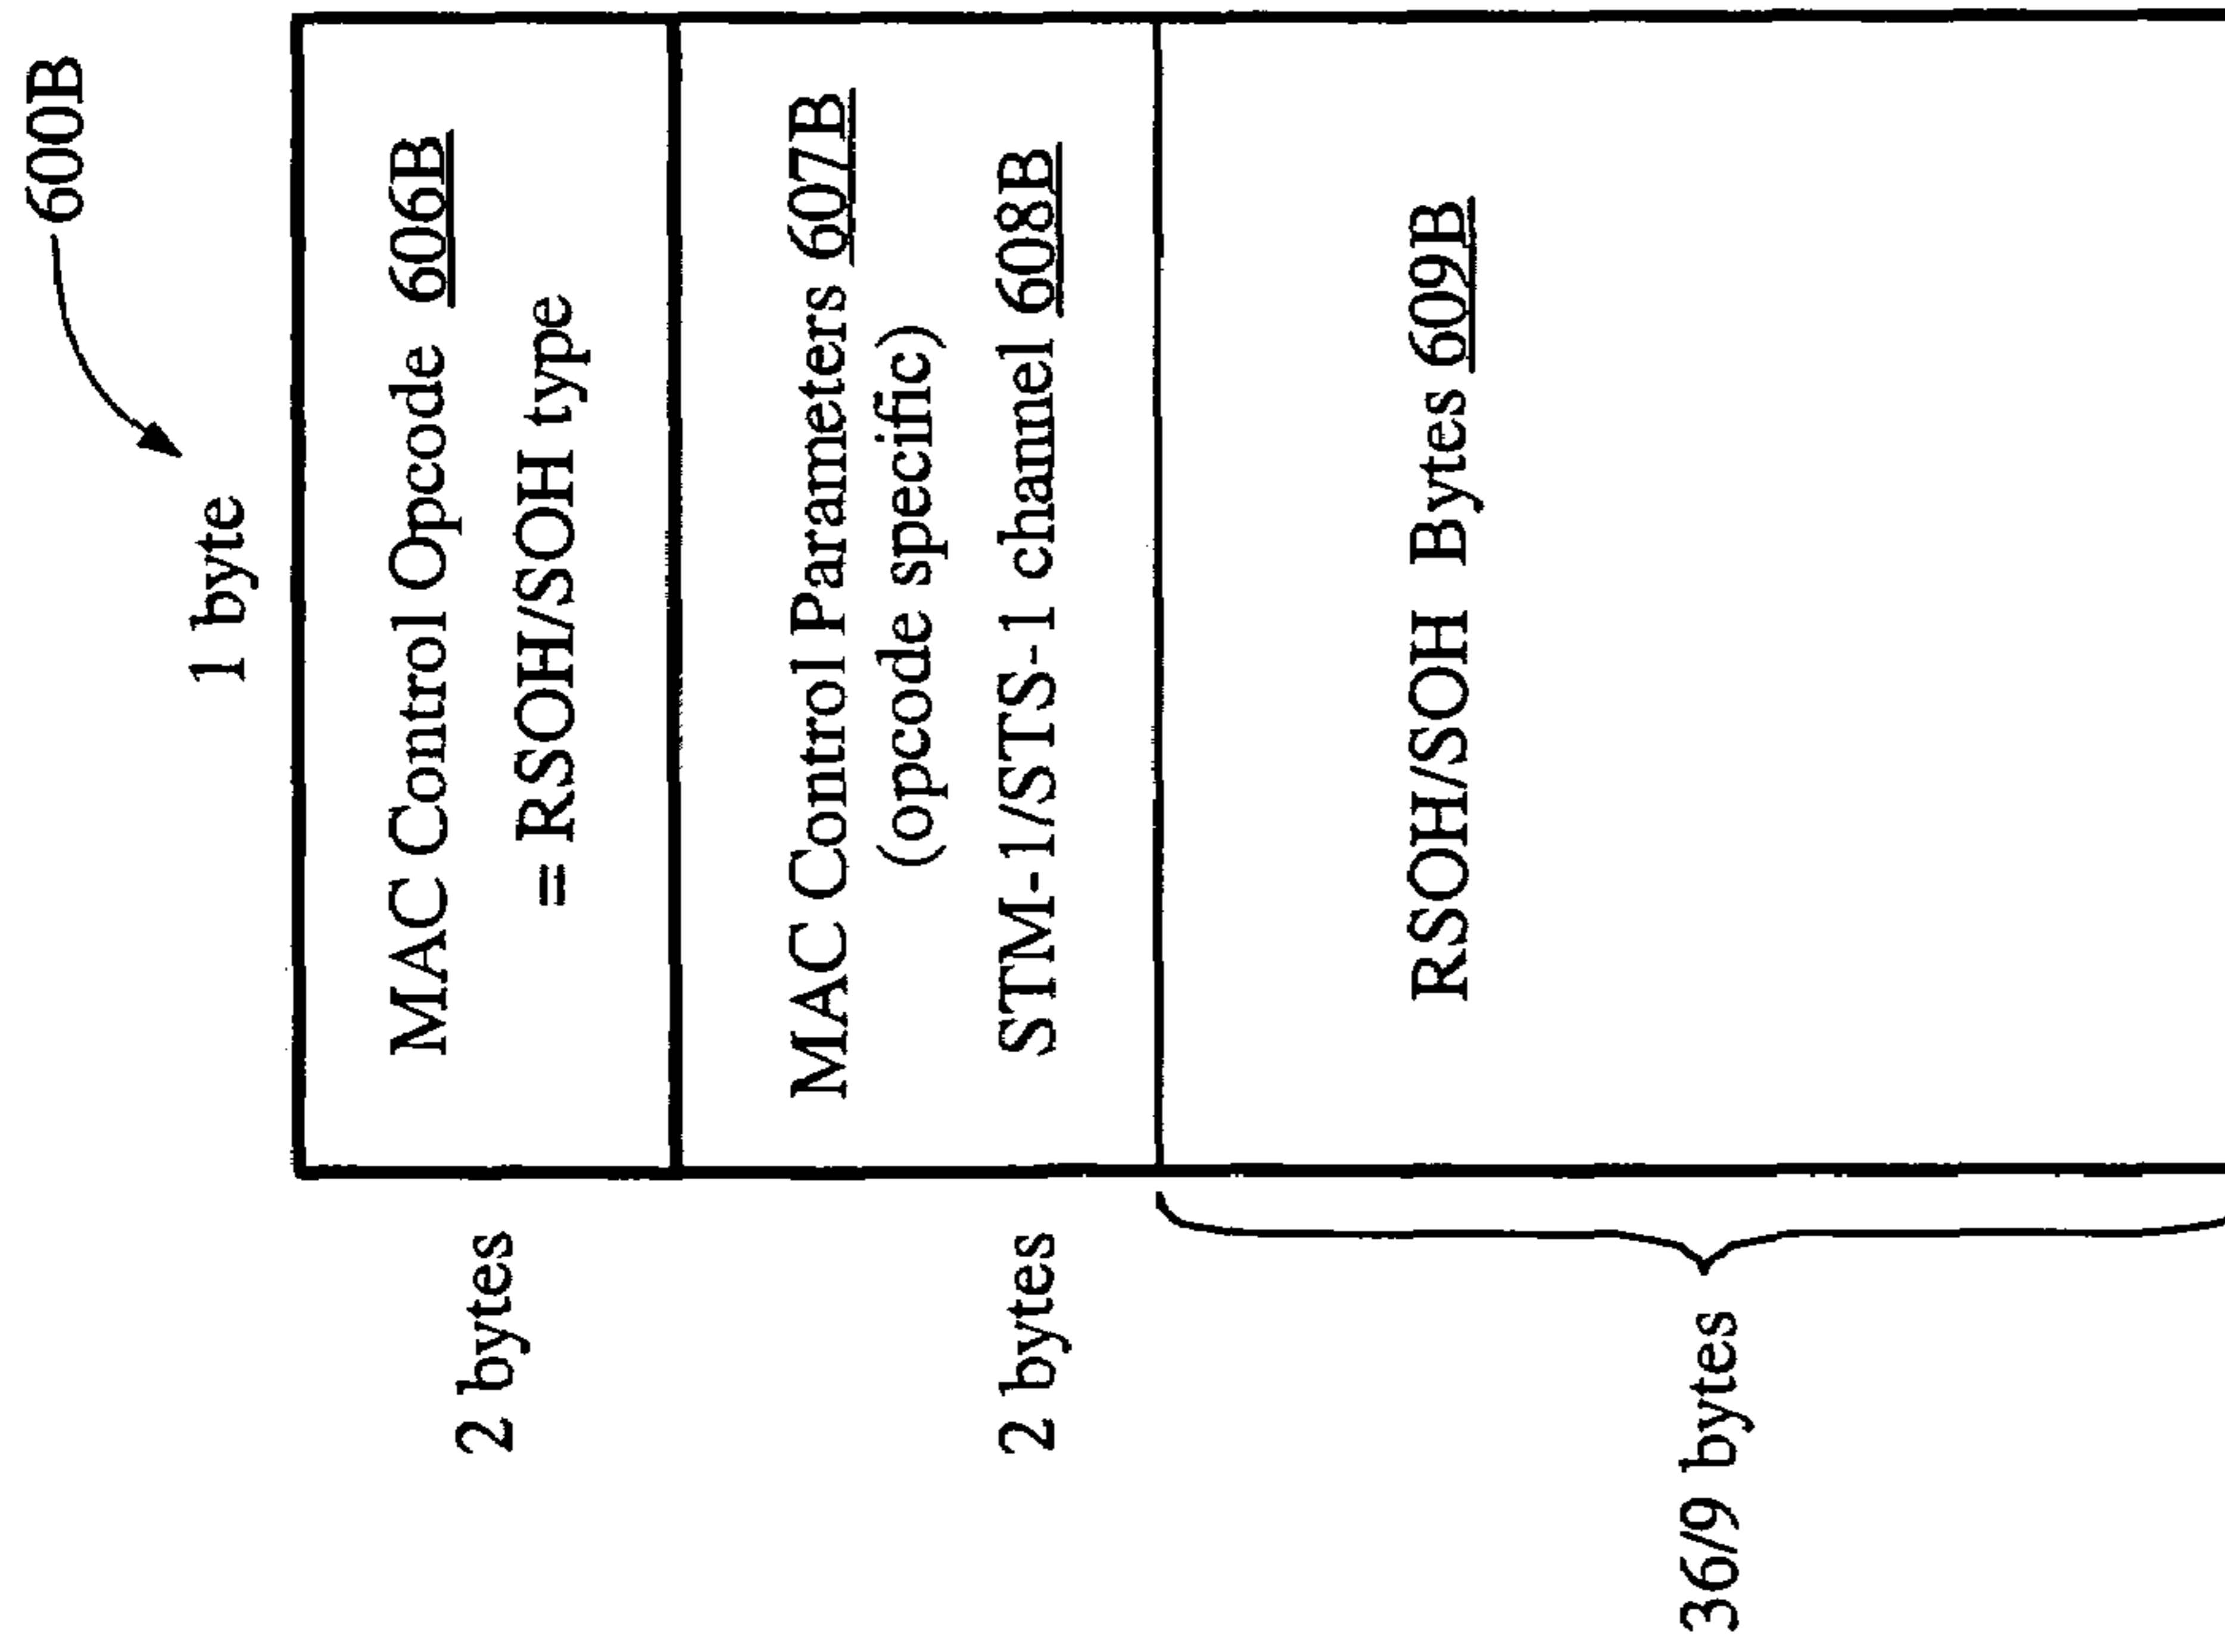 600B
1 byte
2 bytes
MAC Control Opcode 606B
= RSOH/SOH type
2 bytes
MAC Control Parameters 607B
(opcode specific)
STM-1/STS-1 channel 608B
36/9 bytes
RSOH/SOH Bytes 609B